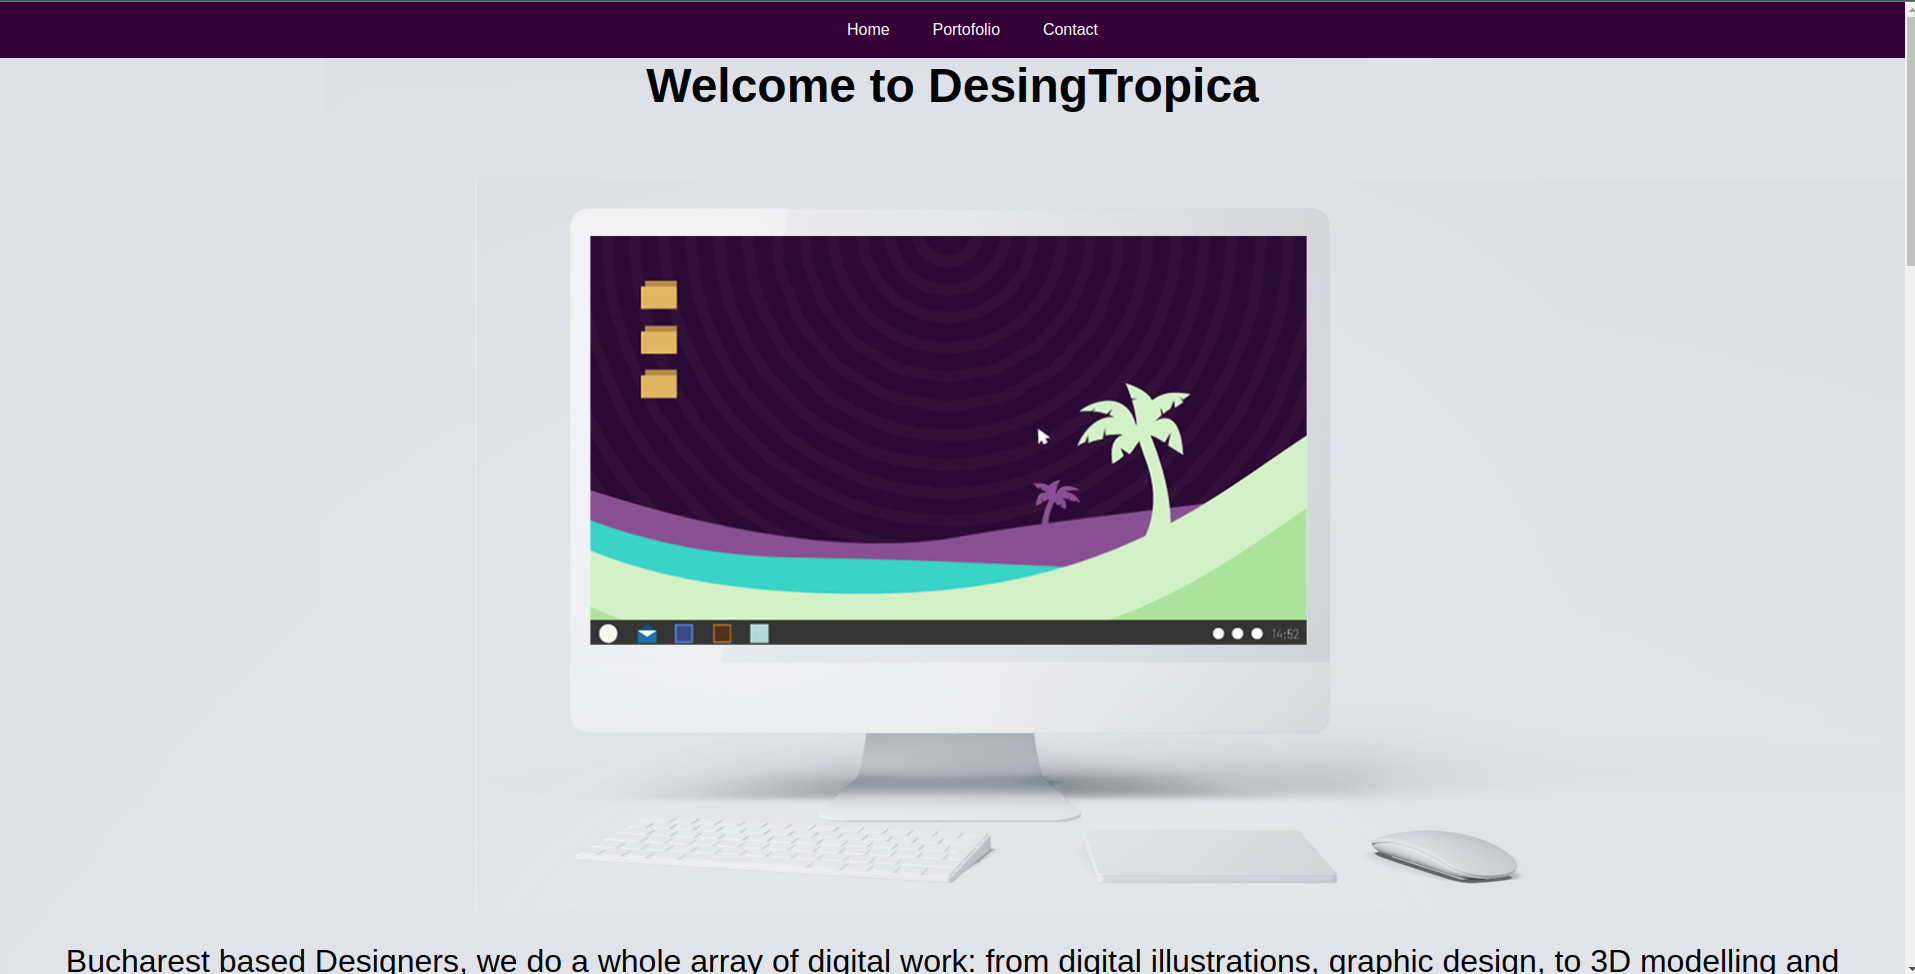 Home Portofolio Contact
Welcome to DesingTropica
14:52
Bucharest based Designers, we do a whole array of digital work: from digital illustrations, graphic design, to 3D modelling and